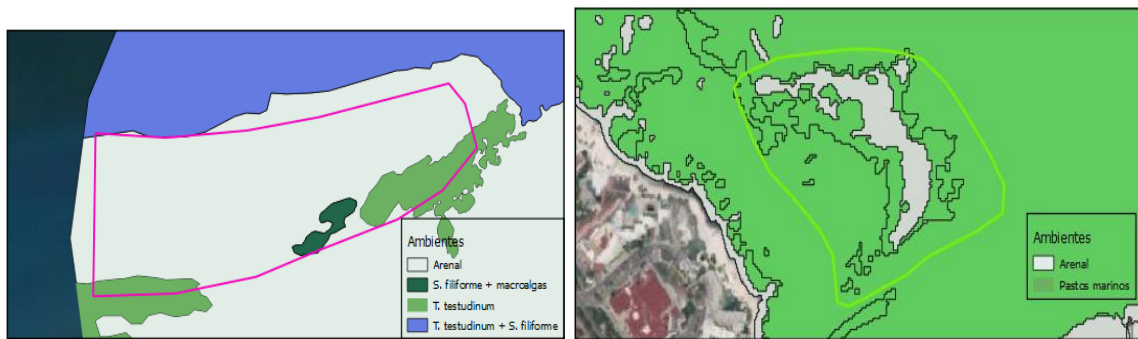 Ambientes
Arenal
S. filiforme + macroalgas
T. testudinum
T. testudinum + S. filiforme
Ambientes
Arenal
Pastos marinos